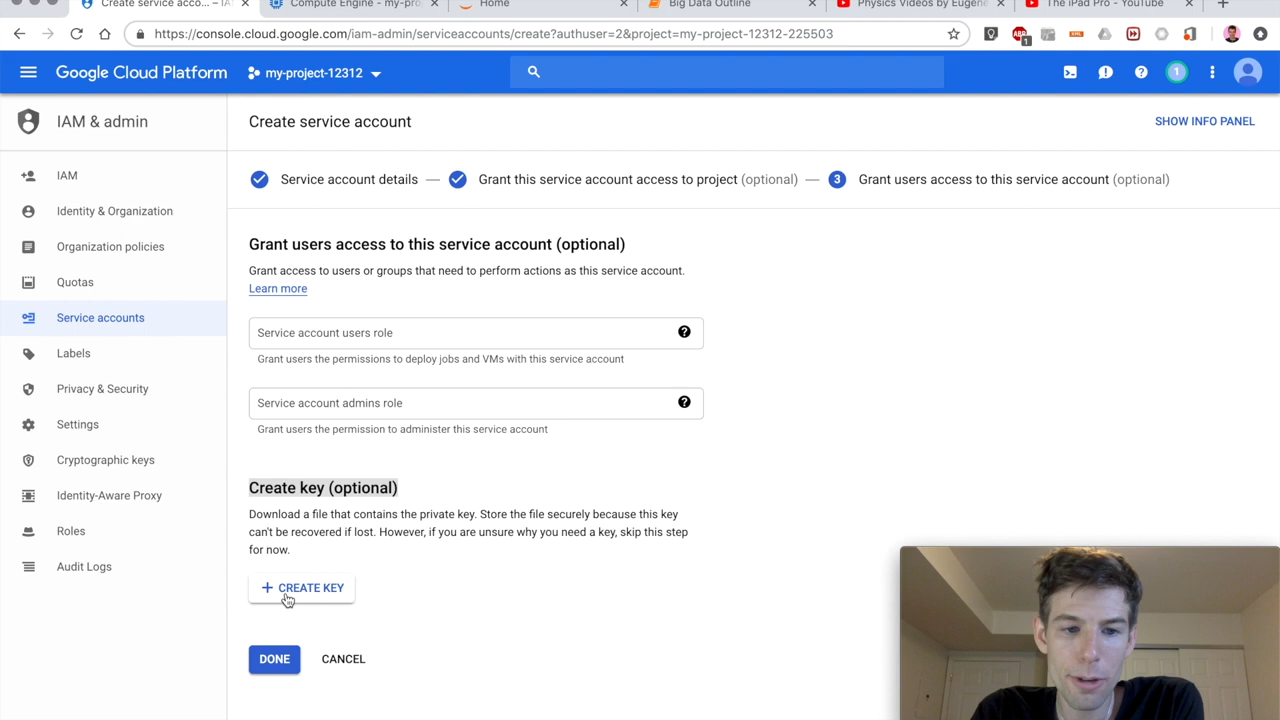 Create service acco... – IA
Compute Engine - my-pro
Home
Big Data Outline
Physics Videos by Eugene
The iPad Pro - YouTube
https://console.cloud.google.com/iam-admin/serviceaccounts/create?authuser=2&project=my-project-12312-225503
Google Cloud Platform
my-project-12312
1
IAM & admin
Create service account
SHOW INFO PANEL
Service account details
Grant this service account access to project (optional)
3 Grant users access to this service account (optional)
IAM
Identity & Organization
Organization policies
Quotas
Service accounts
Labels
Privacy & Security
Settings
Cryptographic keys
Identity-Aware Proxy
Roles
Audit Logs
Grant users access to this service account (optional)
Grant access to users or groups that need to perform actions as this service account.
Learn more
Service account users role
Grant users the permissions to deploy jobs and VMs with this service account
Service account admins role
Grant users the permission to administer this service account
Create key (optional)
Download a file that contains the private key. Store the file securely because this key
can't be recovered if lost. However, if you are unsure why you need a key, skip this step
for now.
+ CREATE KEY
DONE
CANCEL